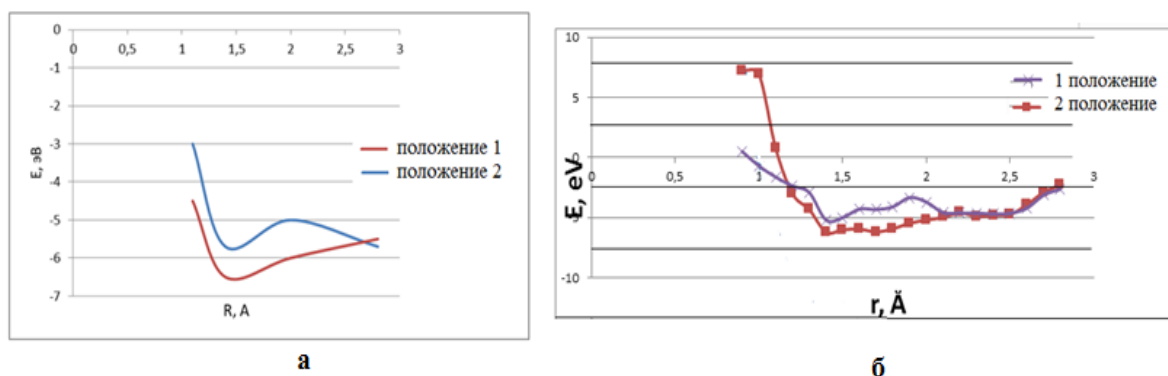 0
0 0,5 1 1,5 2 2,5 3
-1
-2
-3
-4
-5
-6
-7
E, эВ
R, А
положение 1
положение 2
а
10
5
0
-5
-10
0,5 1 1,5 2 2,5 3
E, eV
r, Ă
1 положение
2 положение
б